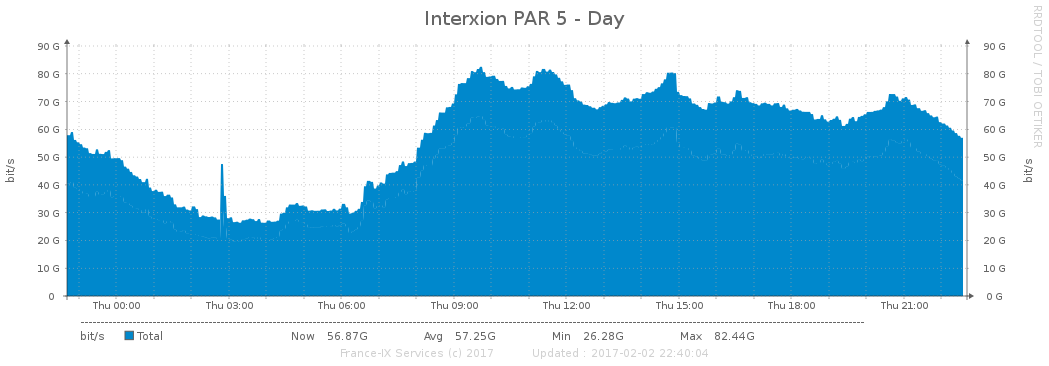 Interxion PAR 5 - Day
RRDTOOL / TOBI OETIKER
bit/s
90 G 90 G
80 G 80 G
70 G 70 G
60 G 60 G
50 G 50 G
40 G 40 G
30 G 30 G
20 G 20 G
10 G 10 G
0 0 G
bit/s
Thu 00:00 Thu 03:00 Thu 06:00 Thu 09:00 Thu 12:00 Thu 15:00 Thu 18:00 Thu 21:00
bit/s Total Now 56.87G Avg 57.25G Min 26.28G Max 82.44G
France-IX Services (c) 2017 Updated : 2017-02-02 22:40:04